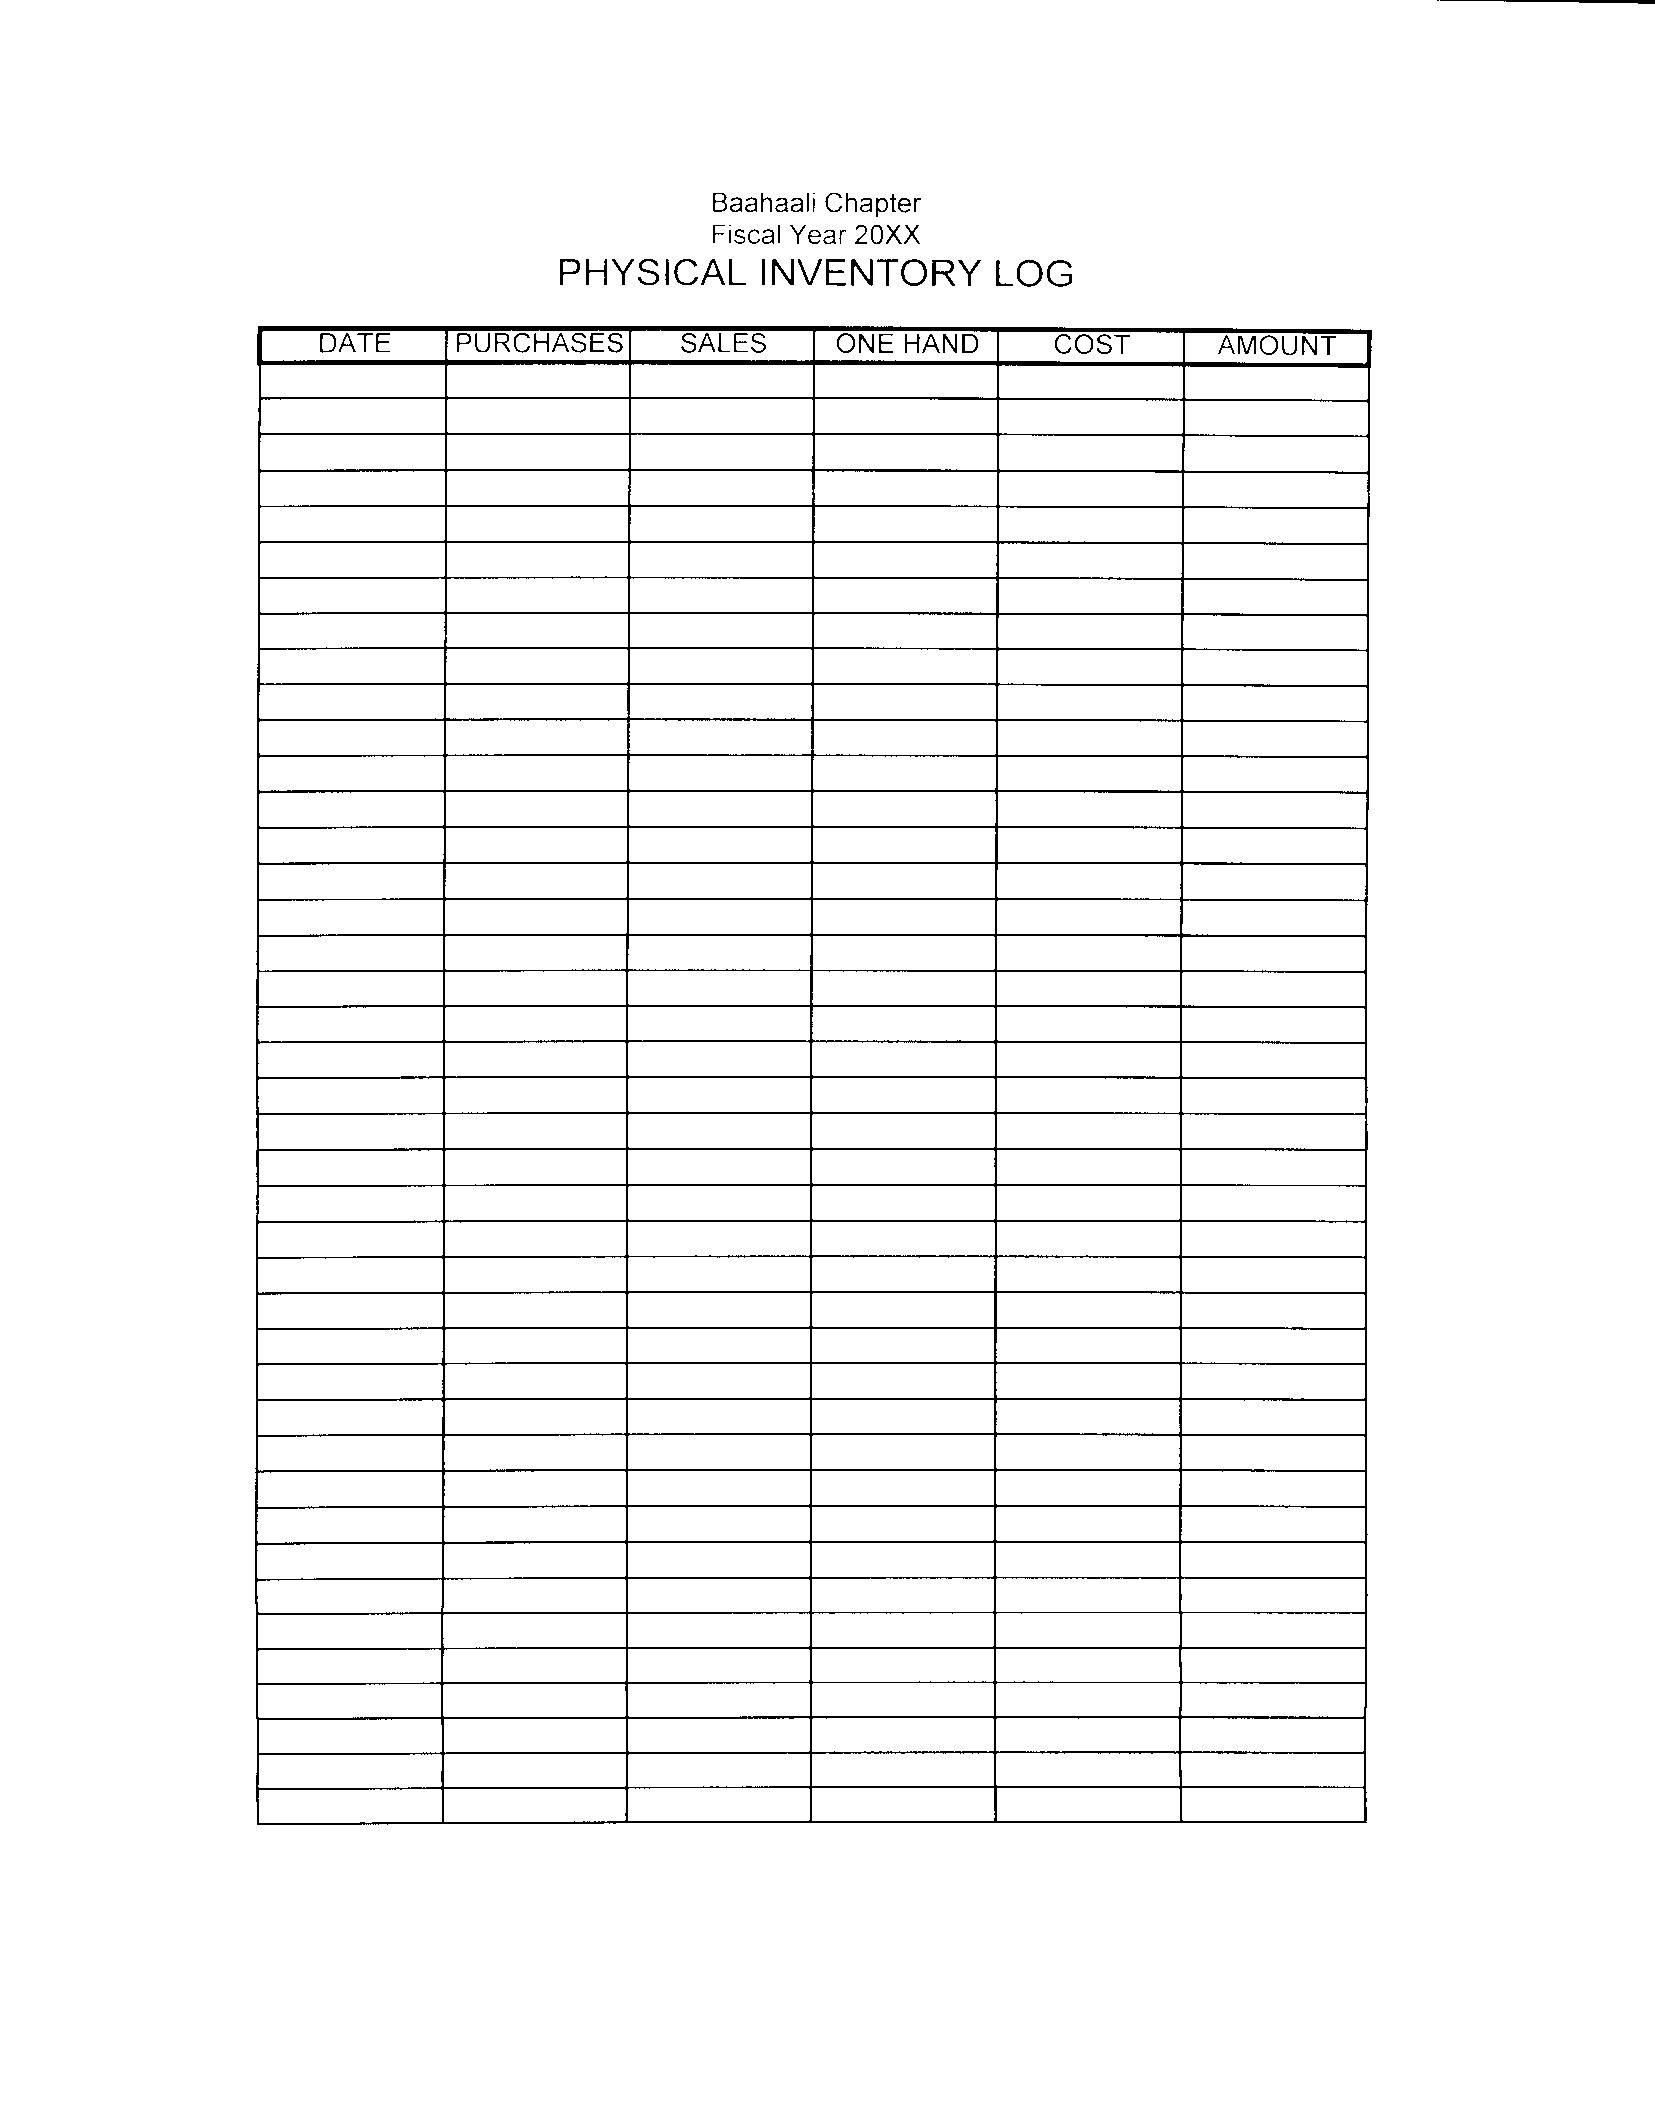 Baahaali Chapter
Fiscal Year 20XX
PHYSICAL INVENTORY LOG
DATE PURCHASES SALES ONE HAND COST AMOUNT